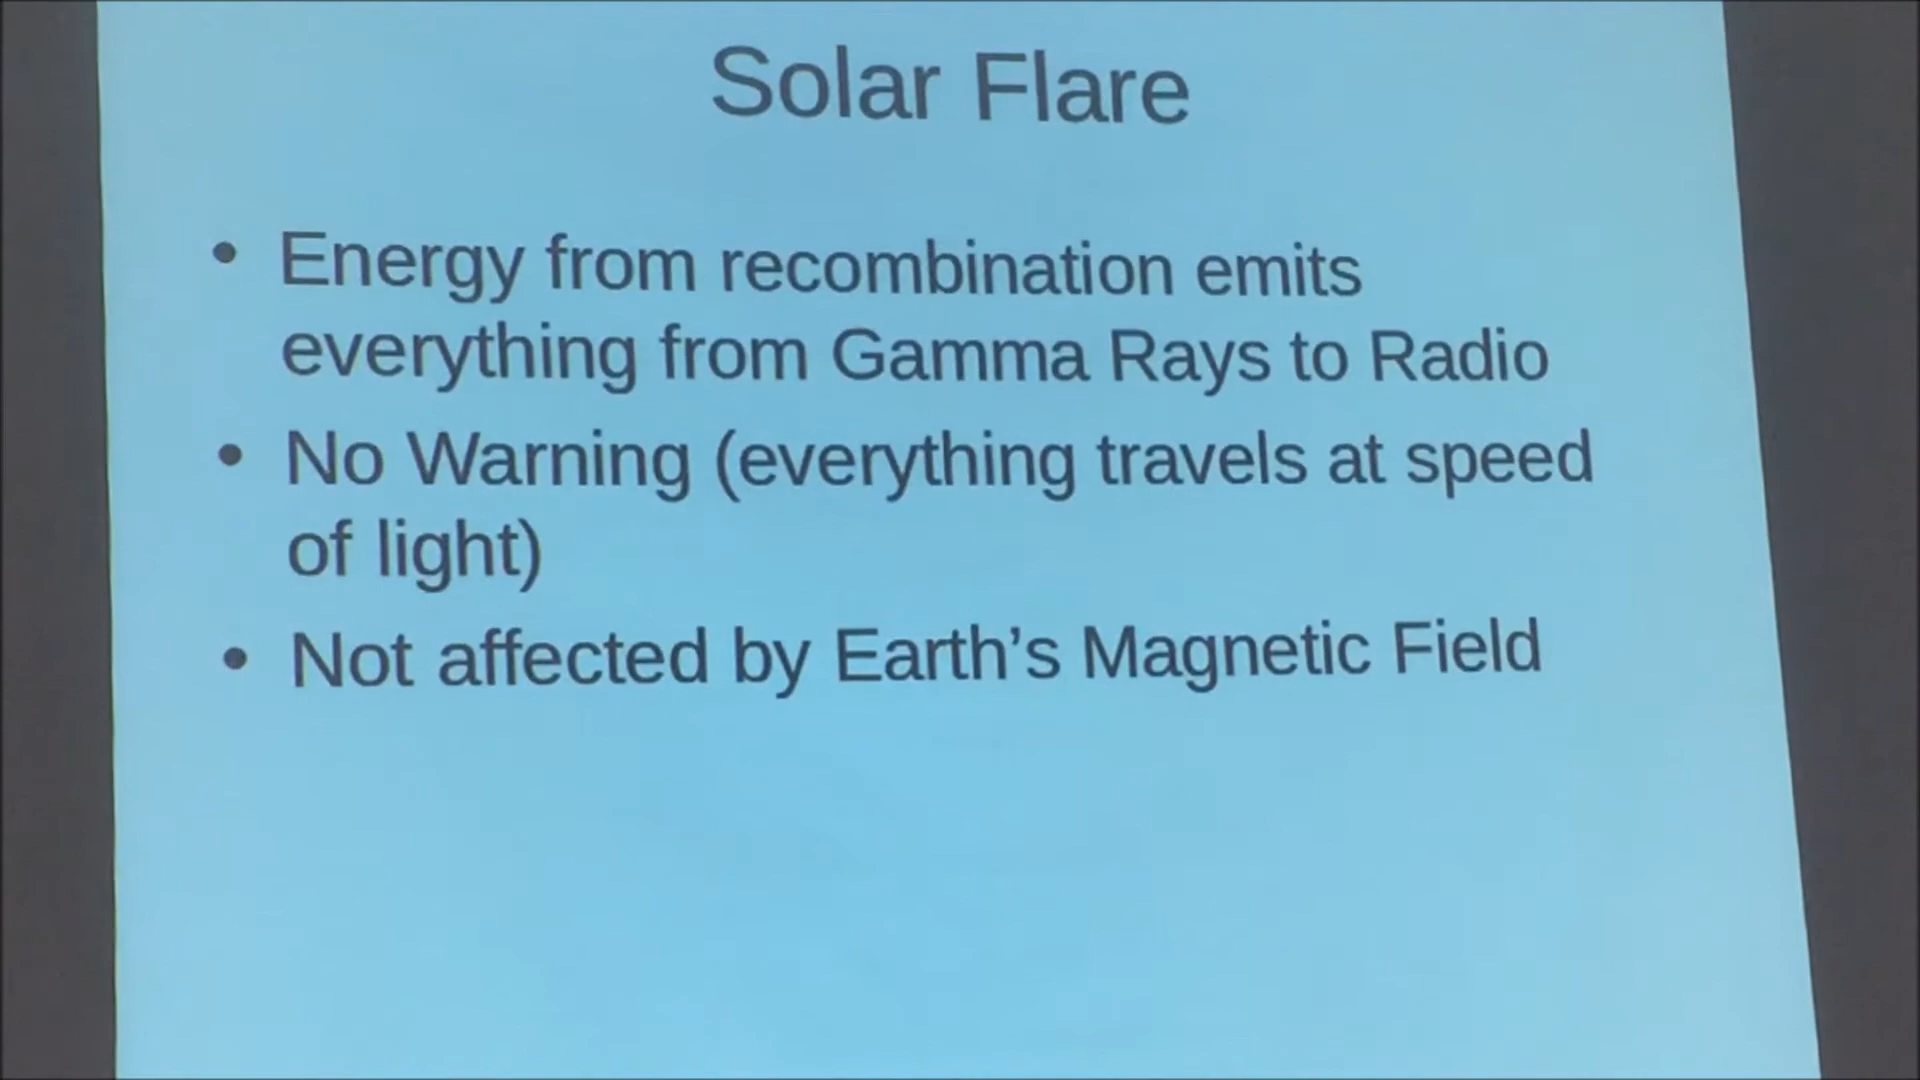 Solar Flare
• Energy from recombination emits
everything from Gamma Rays to Radio
• No Warning (everything travels at speed
of light)
• Not affected by Earth’s Magnetic Field